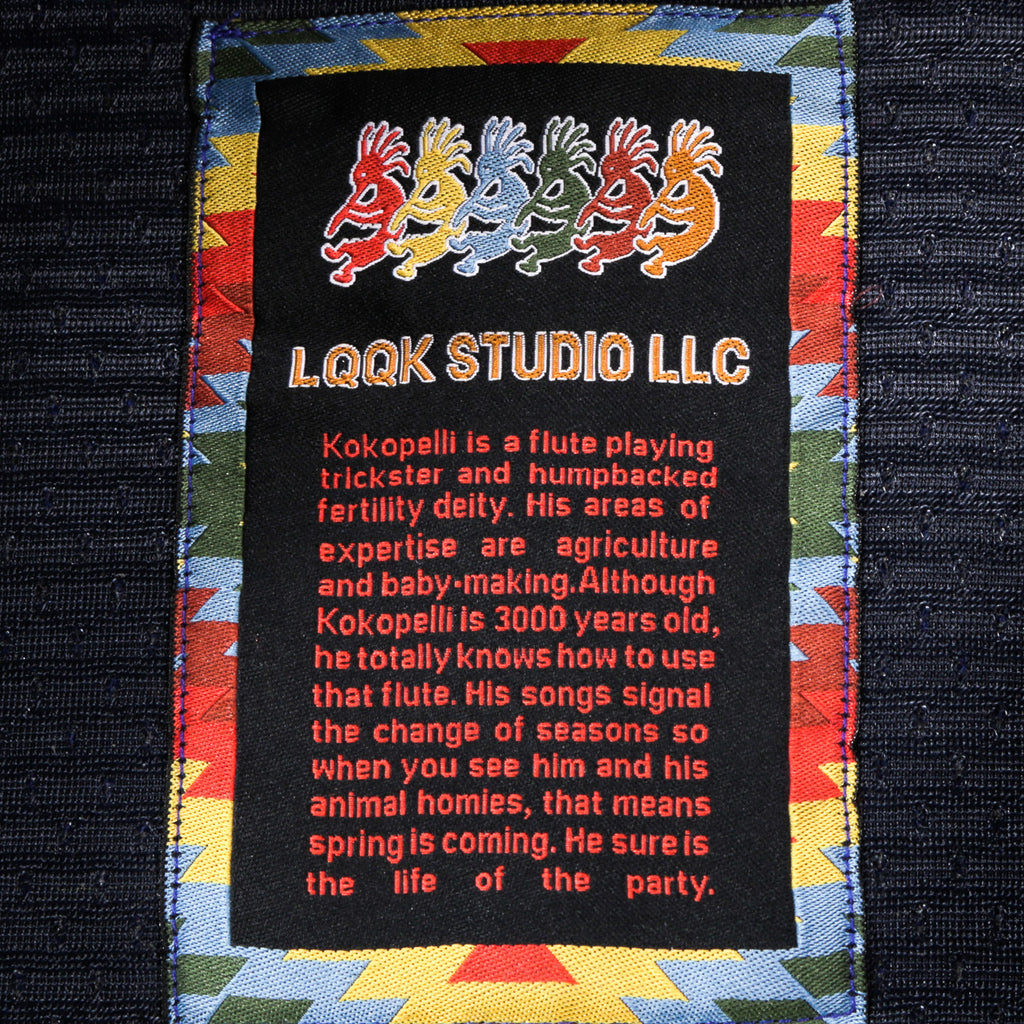 LQQK STUDIO LLC
Kokopelli is a flute playing
trickster and humpbacked
fertility deity. His areas of
expertise are agriculture
and baby-making. Although
Kokopelli is 3000 years old,
he totally knows how to use
that flute. His songs signal
the change of seasons so
when you see him and his
animal homies, that means
spring is coming. He sure is
the life of the party.